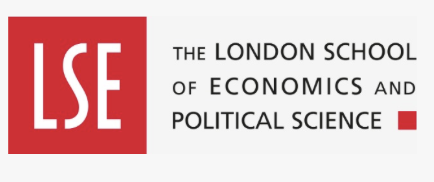 LSE
THE LONDON SCHOOL
OF ECONOMICS AND
POLITICAL SCIENCE